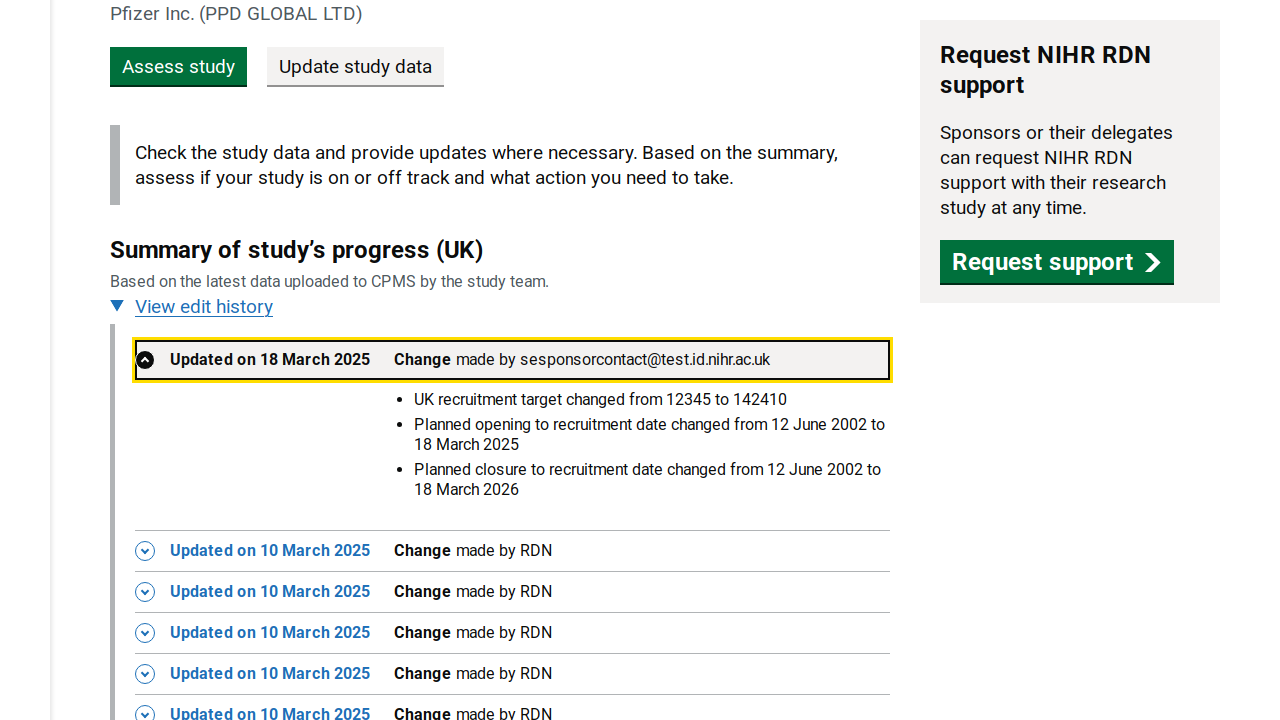 Pfizer Inc. (PPD GLOBAL LTD)
Assess study
Update study data
Check the study data and provide updates where necessary. Based on the summary,
assess if your study is on or off track and what action you need to take.
Summary of study’s progress (UK)
Based on the latest data uploaded to CPMS by the study team.
View edit history
Updated on 18 March 2025 Change made by sesponsorcontact@test.id.nihr.ac.uk
• UK recruitment target changed from 12345 to 142410
• Planned opening to recruitment date changed from 12 June 2002 to
18 March 2025
• Planned closure to recruitment date changed from 12 June 2002 to
18 March 2026
Updated on 10 March 2025 Change made by RDN
Updated on 10 March 2025 Change made by RDN
Updated on 10 March 2025 Change made by RDN
Updated on 10 March 2025 Change made by RDN
Updated on 10 March 2025 Change made by RDN
Request NIHR RDN
support
Sponsors or their delegates
can request NIHR RDN
support with their research
study at any time.
Request support